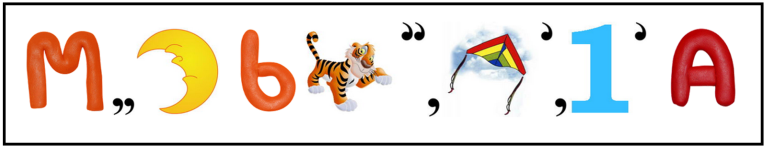 М ,, Ь ‘‘ , ’ , 1 ’ А